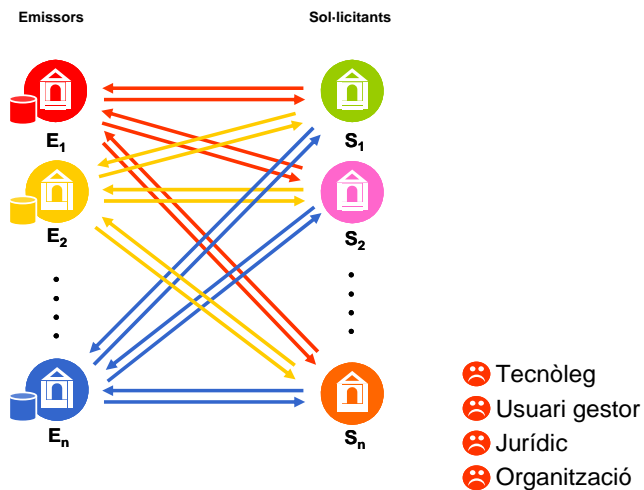 Emissors
Sol·licitants
E1
S1
E2
S2
En
Sn
Tecnòleg
Usuari gestor
Jurídic
Organització